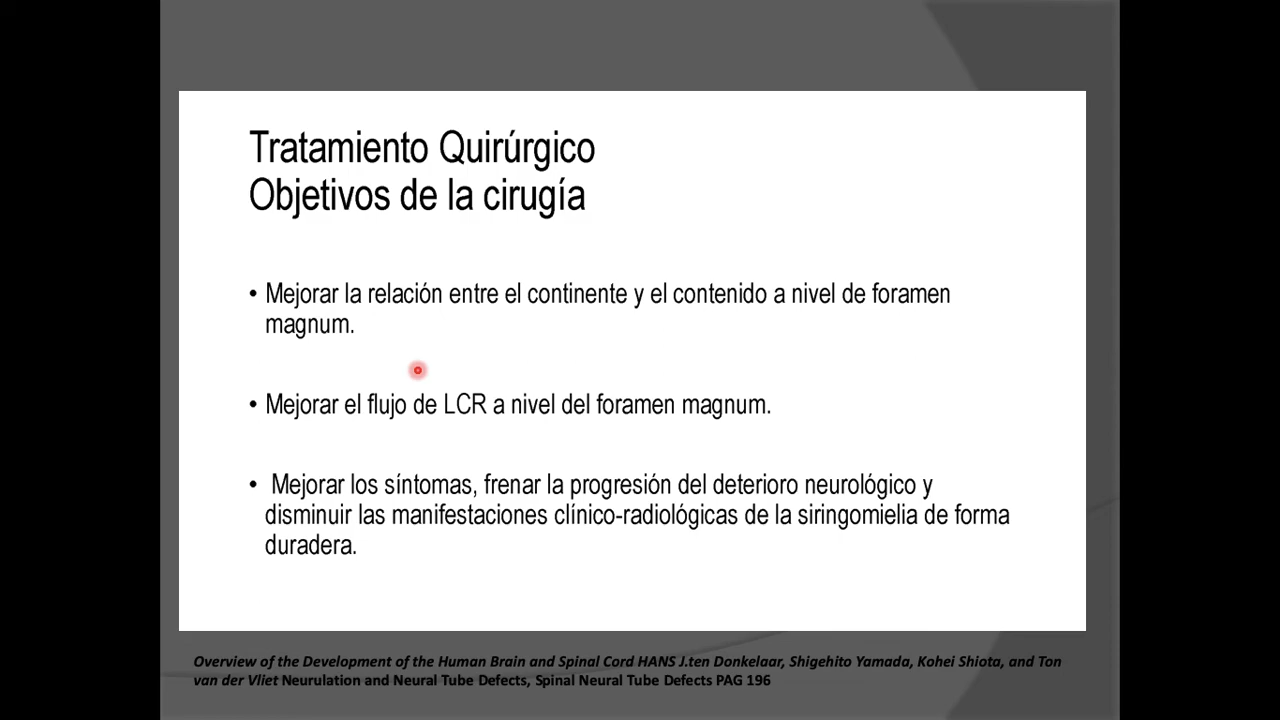 Tratamiento Quirúrgico
Objetivos de la cirugía
• Mejorar la relación entre el continente y el contenido a nivel de foramen
magnum.
• Mejorar el flujo de LCR a nivel del foramen magnum.
• Mejorar los síntomas, frenar la progresión del deterioro neurológico y
disminuir las manifestaciones clínico-radiológicas de la siringomielia de forma
duradera.
Overview of the Development of the Human Brain and Spinal Cord HANS J.ten Donkelaar, Shigehito Yamada, Kohei Shiota, and Ton
van der Vliet Neurulation and Neural Tube Defects, Spinal Neural Tube Defects PAG 196